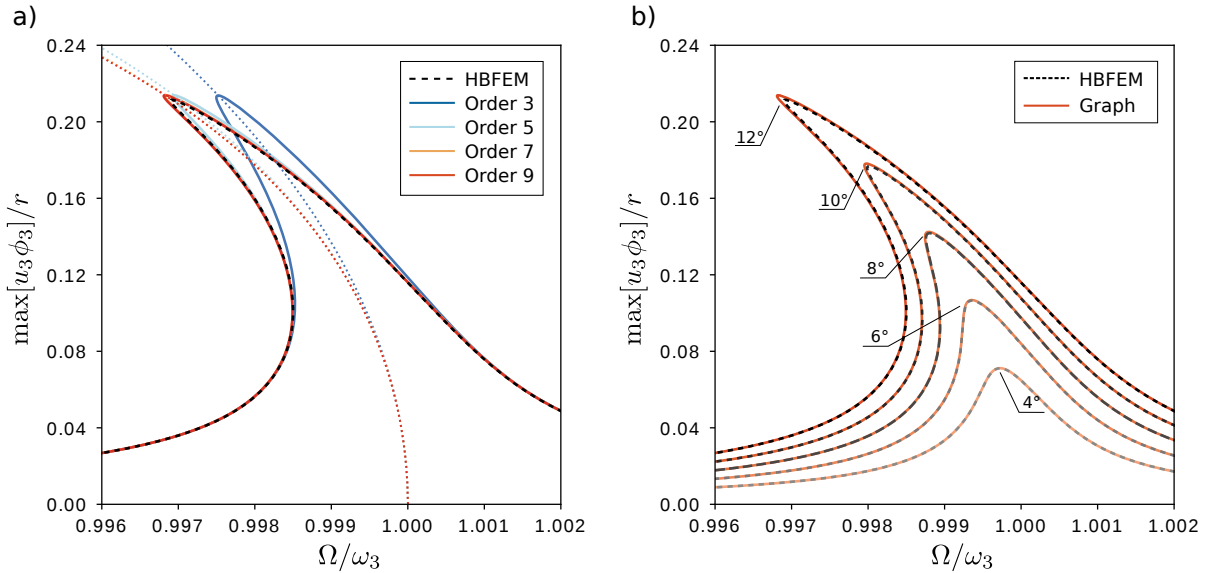 a)
max[u₃ϕ₃]/r
0.24
0.20
0.16
0.12
0.08
0.04
0.00
HBFEM
Order 3
Order 5
Order 7
Order 9
0.996 0.997 0.998 0.999 1.000 1.001 1.002
Ω/ω₃
b)
max[u₃ϕ₃]/r
0.24
0.20
0.16
0.12
0.08
0.04
0.00
HBFEM
Graph
12°
10°
8°
6°
4°
0.996 0.997 0.998 0.999 1.000 1.001 1.002
Ω/ω₃